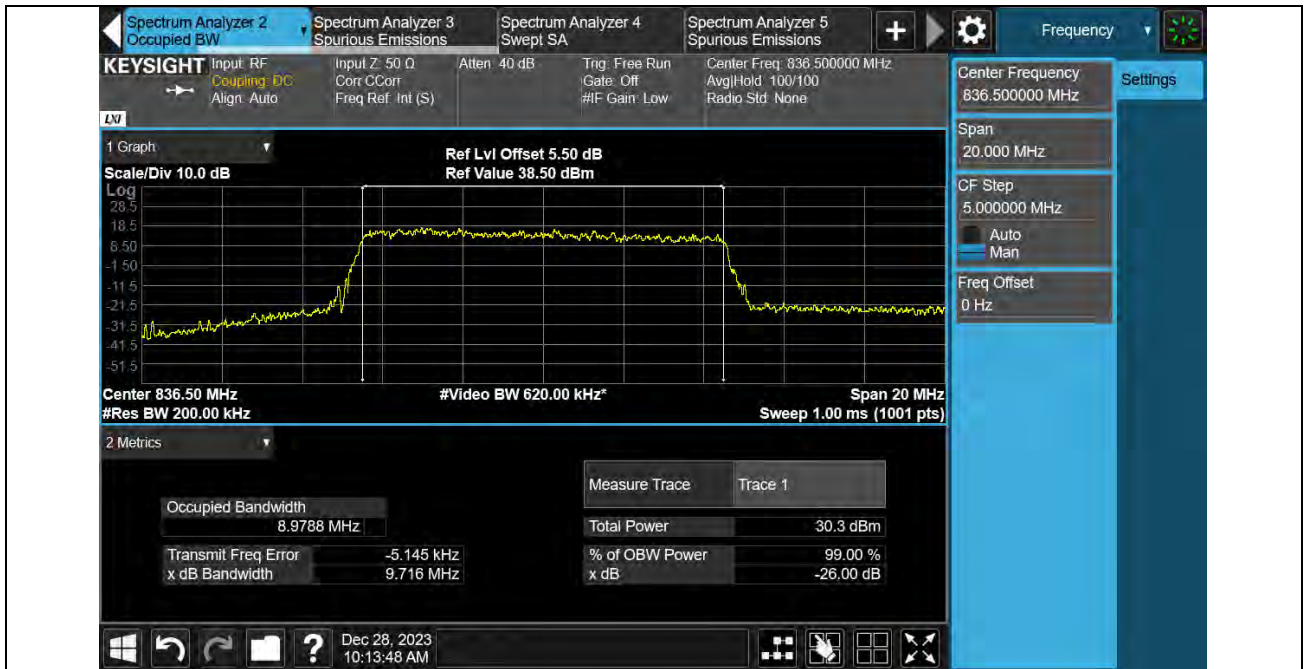 Spectrum Analyzer 2
Occupied BW
Spectrum Analyzer 3
Spurious Emissions
Spectrum Analyzer 4
Swept SA
Spectrum Analyzer 5
Spurious Emissions
+
Frequency
KEYSIGHT
Input: RF
Coupling: DC
Align: Auto
Input Z: 50 Ω
Corr CCorr
Freq Ref: Int (S)
Atten: 40 dB
Trig: Free Run
Gate: Off
#IF Gain: Low
Center Freq: 836.500000 MHz
Avg|Hold: 100/100
Radio Std: None
LXI
Center Frequency
836.500000 MHz
Settings
Span
20.000 MHz
CF Step
5.000000 MHz
Auto
Man
Freq Offset
0 Hz
1 Graph
Scale/Div 10.0 dB
Ref Lvl Offset 5.50 dB
Ref Value 38.50 dBm
Log
28.5
18.5
8.50
-1.50
-11.5
-21.5
-31.5
-41.5
-51.5
Center 836.50 MHz
#Video BW 620.00 kHz*
Span 20 MHz
#Res BW 200.00 kHz
Sweep 1.00 ms (1001 pts)
2 Metrics
Measure Trace Trace 1
Occupied Bandwidth
8.9788 MHz
Total Power 30.3 dBm
Transmit Freq Error -5.145 kHz
% of OBW Power 99.00 %
x dB Bandwidth 9.716 MHz
x dB -26.00 dB
?
Dec 28, 2023
10:13:48 AM